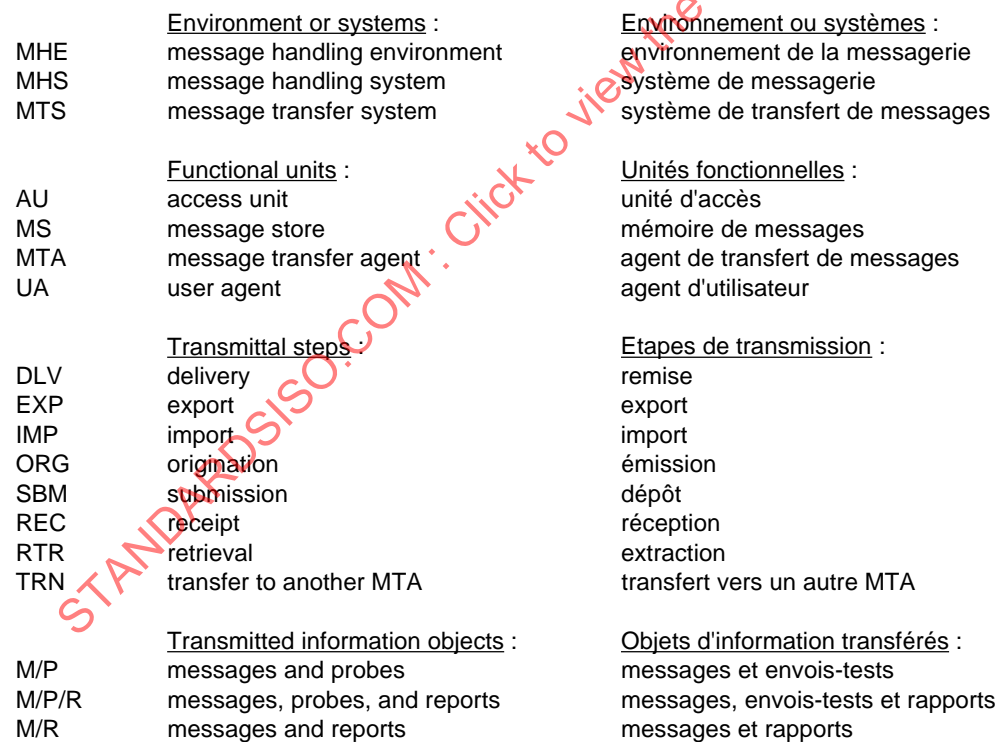 Environment or systems : Environnement ou systèmes :
MHE message handling environment environnement de la messagerie
MHS message handling system système de messagerie
MTS message transfer system système de transfert de messages
Functional units : Unités fonctionnelles :
AU access unit unité d'accès
MS message store mémoire de messages
MTA message transfer agent agent de transfert de messages
UA user agent agent d'utilisateur
Transmittal steps : Etapes de transmission :
DLV delivery remise
EXP export export
IMP import import
ORG origination émission
SBM submission dépôt
REC receipt réception
RTR retrieval extraction
TRN transfer to another MTA transfert vers un autre MTA
Transmitted information objects : Objets d'information transférés :
M/P messages and probes messages et envois-tests
M/P/R messages, probes, and reports messages, envois-tests et rapports
M/R messages and reports messages et rapports
STANDARDSISO.COM : Click to view the